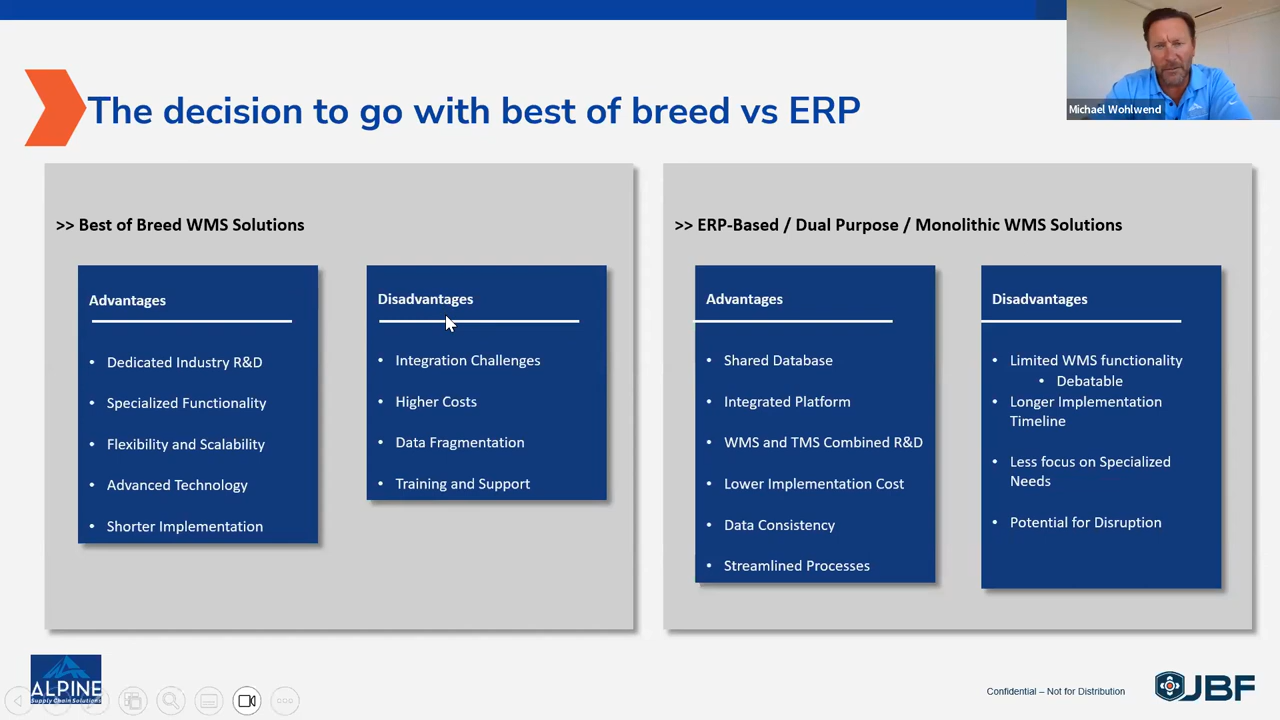 Michael Wohlwend
The decision to go with best of breed vs ERP
>> Best of Breed WMS Solutions
Advantages
• Dedicated Industry R&D
• Specialized Functionality
• Flexibility and Scalability
• Advanced Technology
• Shorter Implementation
Disadvantages
• Integration Challenges
• Higher Costs
• Data Fragmentation
• Training and Support
>> ERP-Based / Dual Purpose / Monolithic WMS Solutions
Advantages
• Shared Database
• Integrated Platform
• WMS and TMS Combined R&D
• Lower Implementation Cost
• Data Consistency
• Streamlined Processes
Disadvantages
• Limited WMS functionality
• Debatable
• Longer Implementation
Timeline
• Less focus on Specialized
Needs
• Potential for Disruption
ALPINE
Supply Chain Solutions
Confidential – Not for Distribution
JBF